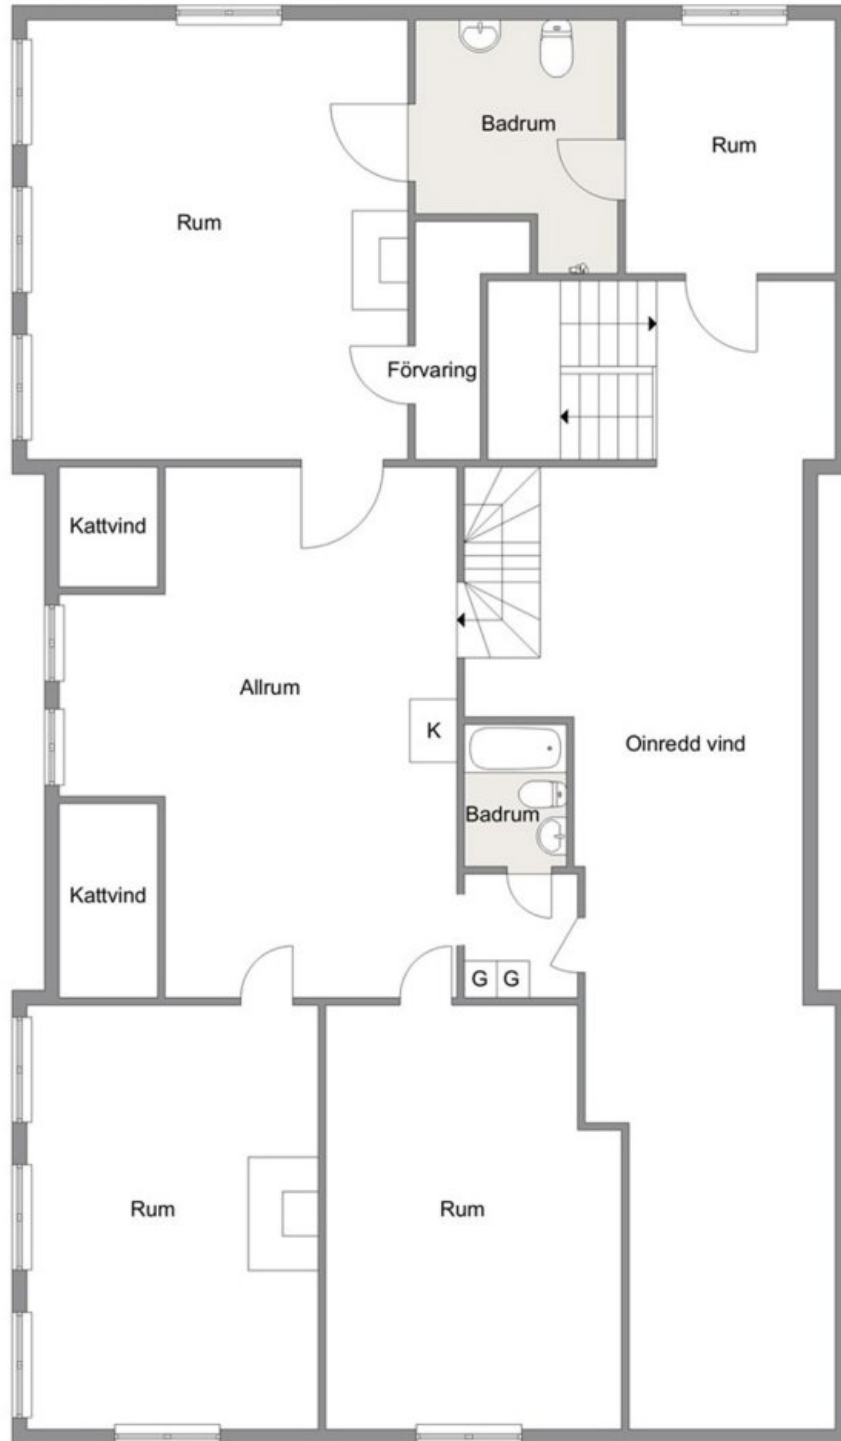 Badrum
Rum
Rum
Förvaring
Kattvind
Allrum
K
Oinredd vind
Badrum
Kattvind
G G
Rum
Rum